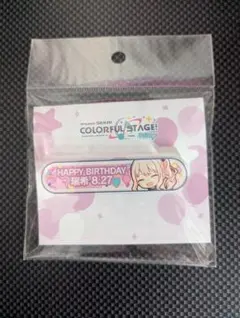 COLORFUL STAGE!
HAPPY BIRTHDAY
瑞希 8.27